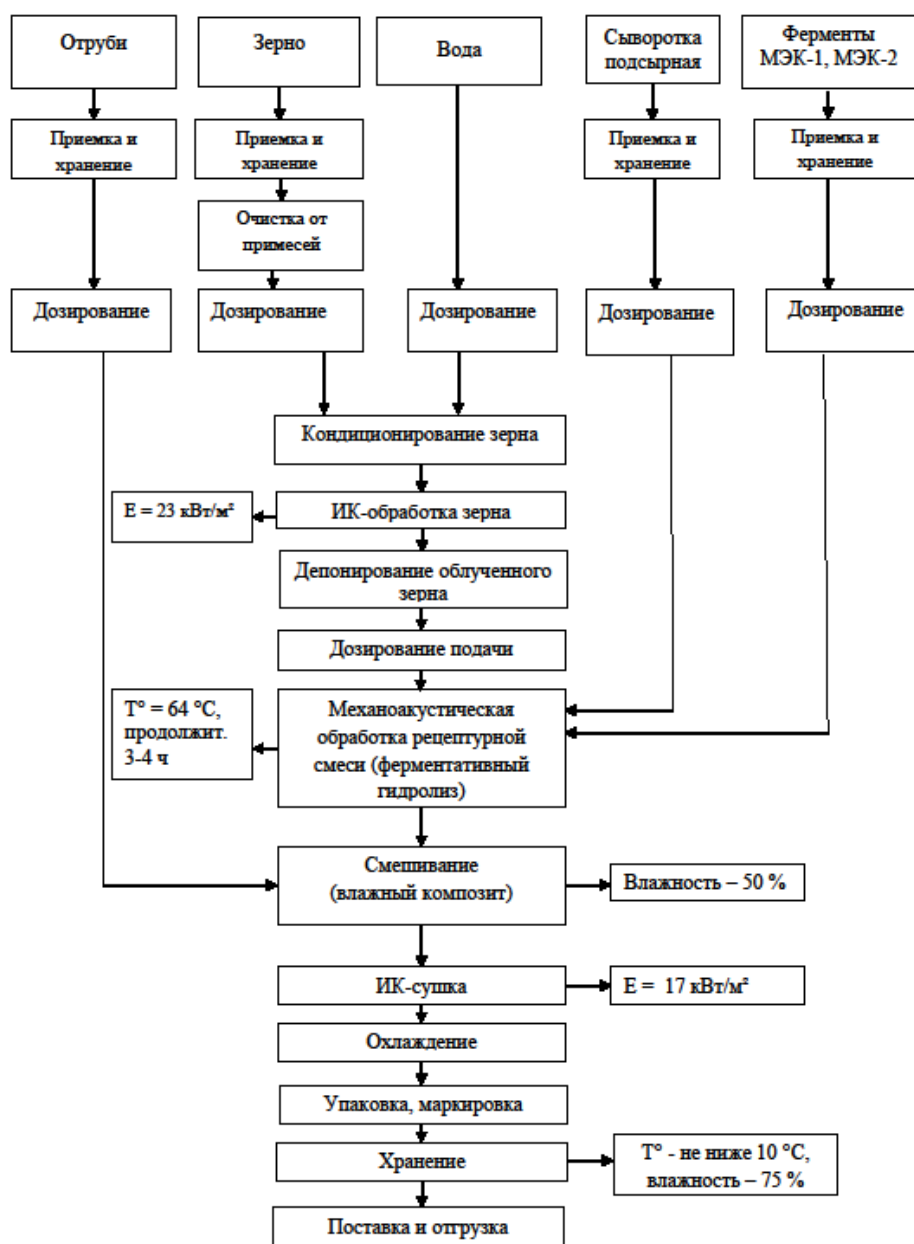 Отруби
Зерно
Вода
Сыворотка
подсырная
Ферменты
МЭК-1, МЭК-2
Приемка и
хранение
Приемка и
хранение
Приемка и
хранение
Приемка и
хранение
Очистка от
примесей
Дозирование
Дозирование
Дозирование
Дозирование
Дозирование
Кондиционирование зерна
E = 23 кВт/м²
ИК-обработка зерна
Депонирование облученного
зерна
Дозирование подачи
T° = 64 °C,
продолжит.
3-4 ч
Механоакустическая
обработка рецептурной
смеси (ферментативный
гидролиз)
Смешивание
(влажный композит)
Влажность – 50 %
ИК-сушка
E = 17 кВт/м²
Охлаждение
Упаковка, маркировка
Хранение
T° - не ниже 10 °C,
влажность – 75 %
Поставка и отгрузка